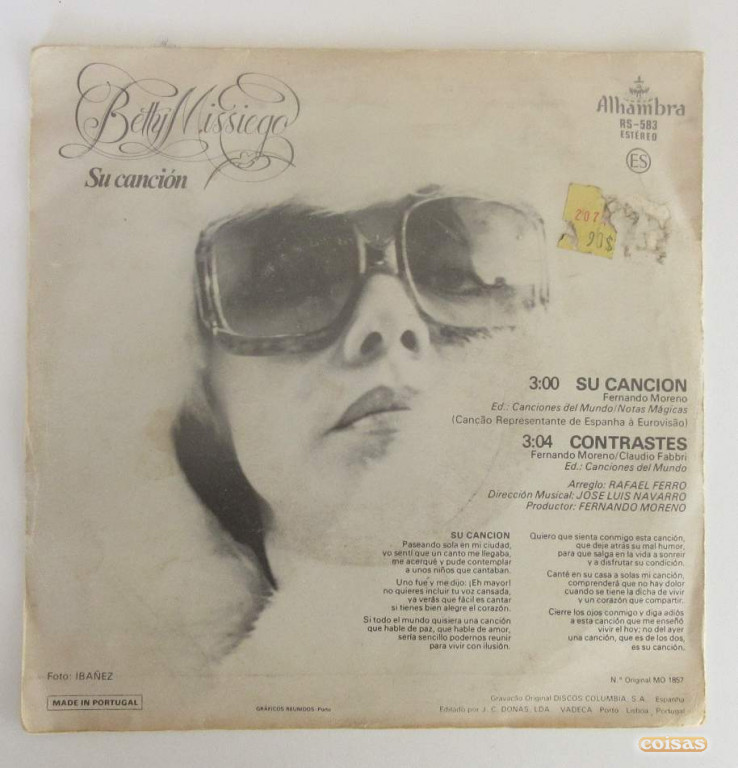 Betty Missiego
Su canción
Alhambra
RS-583
ESTÉREO
ES
207
90$
3:00 SU CANCION
Fernando Moreno
Ed.: Canciones del Mundo/Notas Mágicas
(Cancão Representante de Espanha à Eurovisão)
3:04 CONTRASTES
Fernando Moreno/Claudio Fabbri
Ed.: Canciones del Mundo
Arreglo: RAFAEL FERRO
Dirección Musical: JOSE LUIS NAVARRO
Productor: FERNANDO MORENO
SU CANCION
Paseando sola en mi ciudad,
yo sentí que un canto me llegaba,
me acerqué y pude contemplar
a unos niños que cantaban.
Uno fue y me dijo: ¡Eh mayor!
no quieres incluir tu voz cansada,
ya verás que fácil es cantar
si tienes bien alegre el corazón.
Si todo el mundo quisiera una canción
que hable de paz, que hable de amor,
sería sencillo podernos reunir
para vivir con ilusión.
Quiero que sienta conmigo esta canción,
que deje atrás su mal humor,
para que salga en la vida a sonreir
y a disfrutar su condición.
Canté en su casa a solas mi canción,
comprenderá que no hay dolor
cuando se tiene la dicha de vivir
y un corazón que compartir.
Cierre los ojos conmigo y diga adiós
a esta canción que me enseñó
vivir el hoy; no del ayer
una canción, que es de los dos,
es su canción.
Foto: IBAÑEZ
N.º Original MO 1857
MADE IN PORTUGAL
GRÁFICOS REUNIDOS - Porto
Gravacão Original DISCOS COLUMBIA, S.A., Espanha
Editado por J. C. DONAS, LDA. VADECA Porto Lisboa, Portugal
coisas